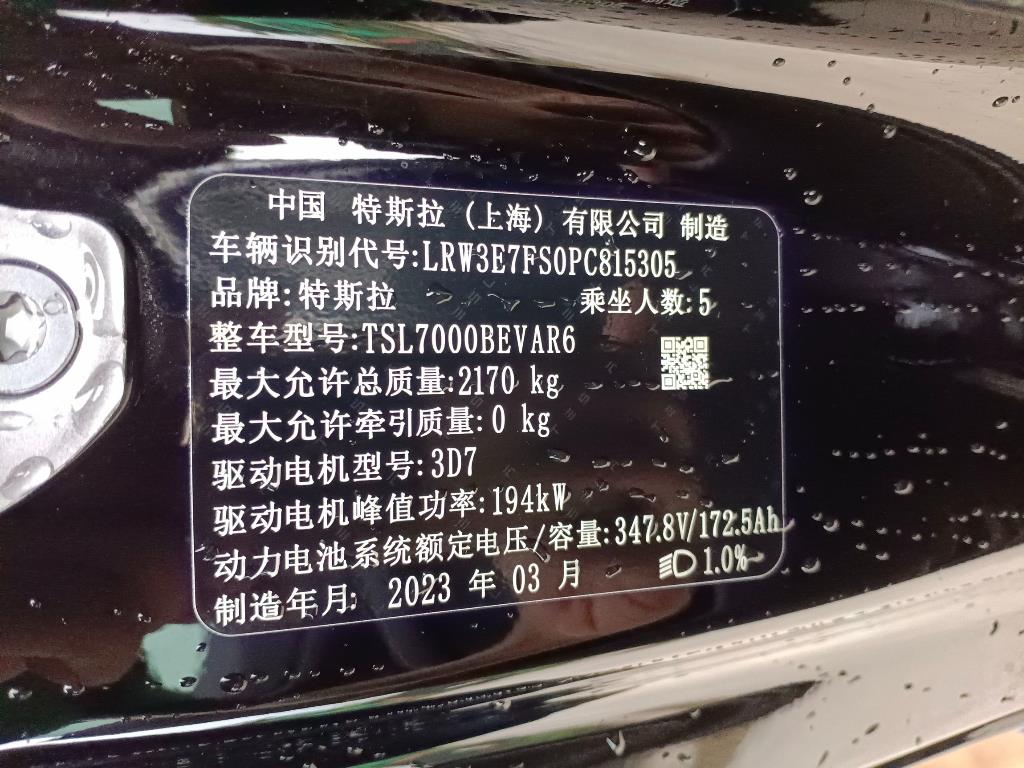 中国 特斯拉 (上海) 有限公司 制造
车辆识别代号:LRW3E7FS0PC815305
品牌:特斯拉 乘坐人数:5
整车型号:TSL7000BEVAR6
最大允许总质量:2170 kg
最大允许牵引质量:0 kg
驱动电机型号:3D7
驱动电机峰值功率:194kW
动力电池系统额定电压/容量:347.8V/172.5Ah
制造年月: 2023 年 03 月 1.0%